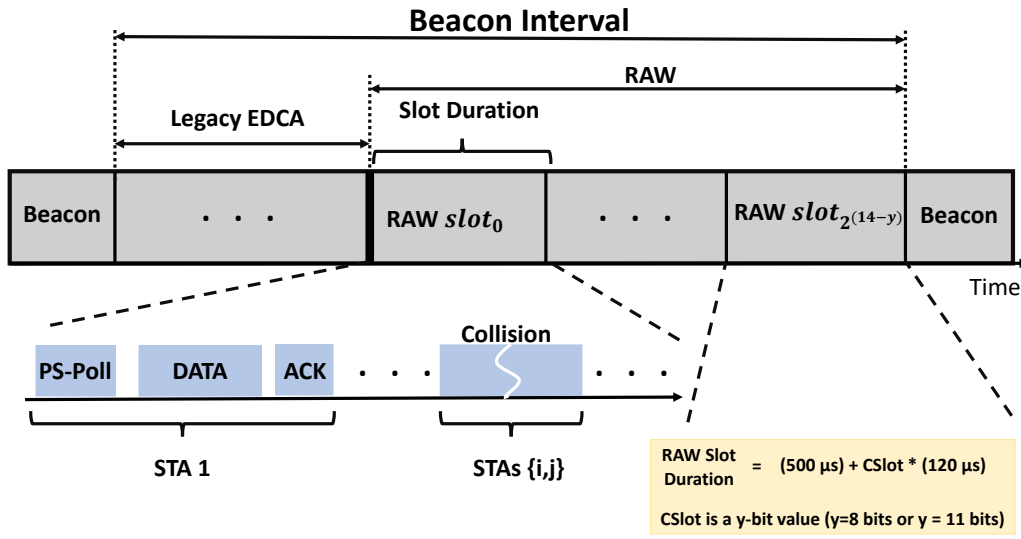 Beacon Interval
RAW
Legacy EDCA
Slot Duration
Beacon
. . .
RAW slot₀
. . .
RAW slot₂(14−y)
Beacon
Time
Collision
PS-Poll
DATA
ACK
. . .
. . .
STA 1
STAs {i,j}
RAW Slot
Duration = (500 µs) + CSlot * (120 µs)
CSlot is a y-bit value (y=8 bits or y = 11 bits)